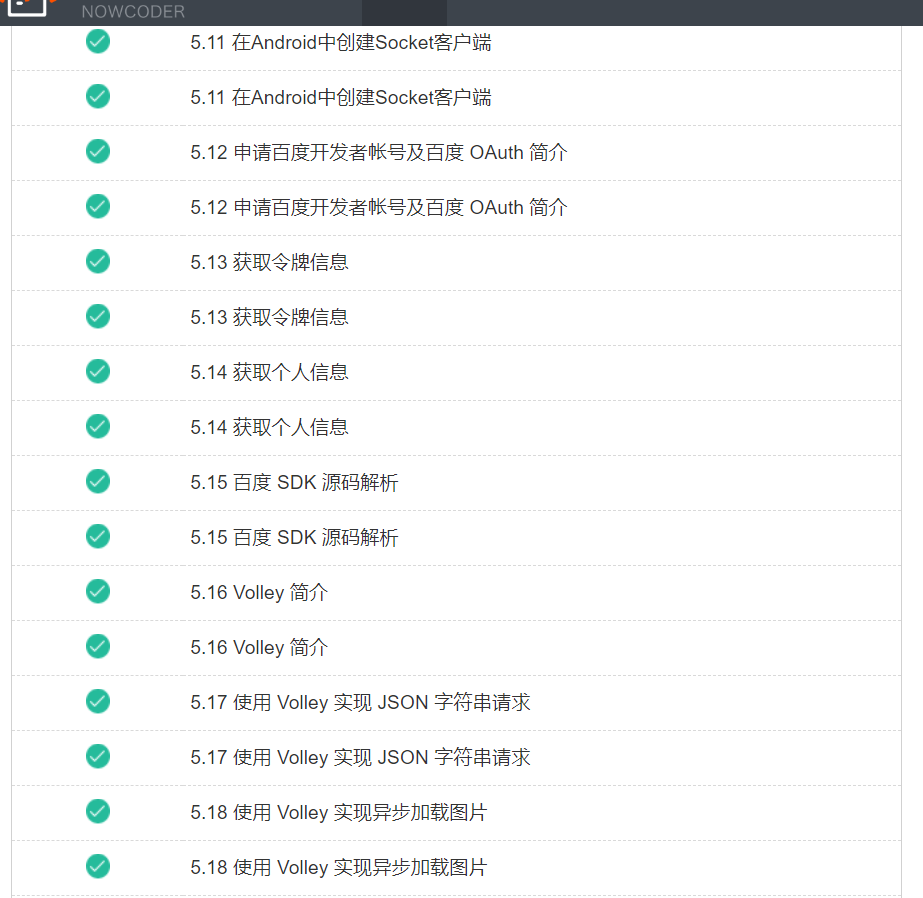 NOWCODER
5.11 在Android中创建Socket客户端
5.11 在Android中创建Socket客户端
5.12 申请百度开发者帐号及百度 OAuth 简介
5.12 申请百度开发者帐号及百度 OAuth 简介
5.13 获取令牌信息
5.13 获取令牌信息
5.14 获取个人信息
5.14 获取个人信息
5.15 百度 SDK 源码解析
5.15 百度 SDK 源码解析
5.16 Volley 简介
5.16 Volley 简介
5.17 使用 Volley 实现 JSON 字符串请求
5.17 使用 Volley 实现 JSON 字符串请求
5.18 使用 Volley 实现异步加载图片
5.18 使用 Volley 实现异步加载图片